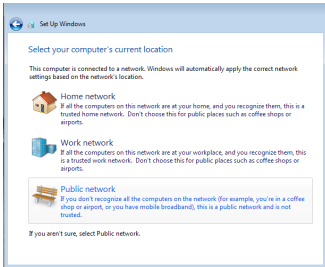 Set Up Windows
Select your computer's current location
This computer is connected to a network. Windows will automatically apply the correct network
settings based on the network's location.
Home network
If all the computers on this network are at your home, and you recognize them, this is a
trusted home network. Don't choose this for public places such as coffee shops or
airports.
Work network
If all the computers on this network are at your workplace, and you recognize them, this
is a trusted work network. Don't choose this for public places such as coffee shops or
airports.
Public network
If you don't recognize all the computers on the network (for example, you're in a coffee
shop or airport, or you have mobile broadband), this is a public network and is not
trusted.
If you aren't sure, select Public network.